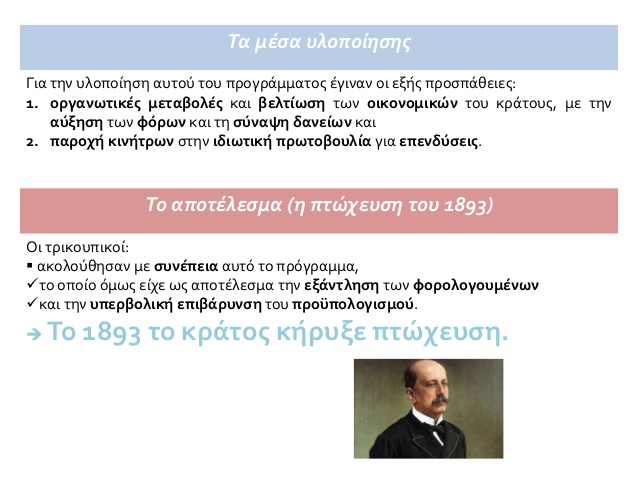 Τα μέσα υλοποίησης
Για την υλοποίηση αυτού του προγράμματος έγιναν οι εξής προσπάθειες:
1. οργανωτικές μεταβολές και βελτίωση των οικονομικών του κράτους, με την
αύξηση των φόρων και τη σύναψη δανείων και
2. παροχή κινήτρων στην ιδιωτική πρωτοβουλία για επενδύσεις.
Το αποτέλεσμα (η πτώχευση του 1893)
Οι τρικουπικοί:
▪ ακολούθησαν με συνέπεια αυτό το πρόγραμμα,
✓το οποίο όμως είχε ως αποτέλεσμα την εξάντληση των φορολογουμένων
✓και την υπερβολική επιβάρυνση του προϋπολογισμού.
➔ Το 1893 το κράτος κήρυξε πτώχευση.